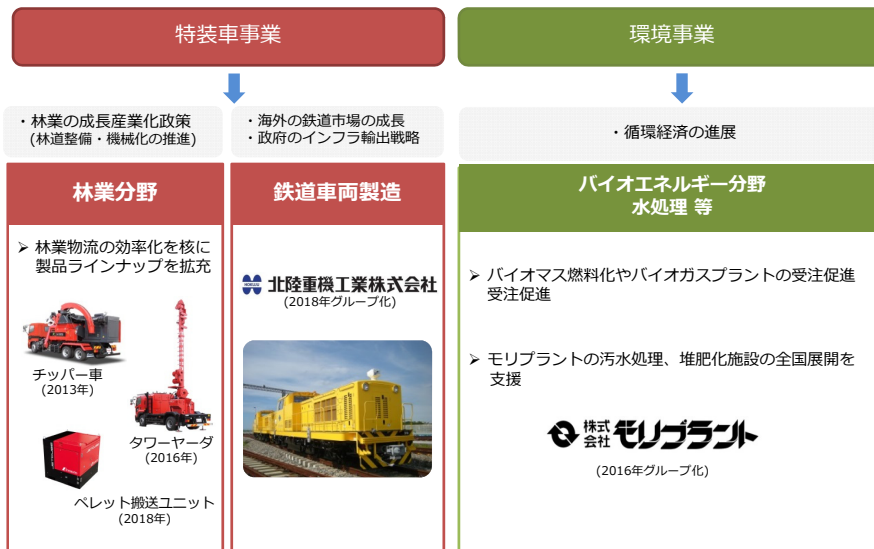 特装車事業
環境事業
・林業の成長産業化政策
(林道整備・機械化の推進)
・海外の鉄道市場の成長
・政府のインフラ輸出戦略
・循環経済の進展
林業分野
➢ 林業物流の効率化を核に
製品ラインナップを拡充
チッパー車
(2013年)
タワーヤーダ
(2016年)
ペレット搬送ユニット
(2018年)
鉄道車両製造
北陸重機工業株式会社
(2018年グループ化)
バイオエネルギー分野
水処理 等
➢ バイオマス燃料化やバイオガスプラントの受注促進
受注促進
➢ モリプラントの汚水処理、堆肥化施設の全国展開を
支援
株式会社モリプラント
(2016年グループ化)